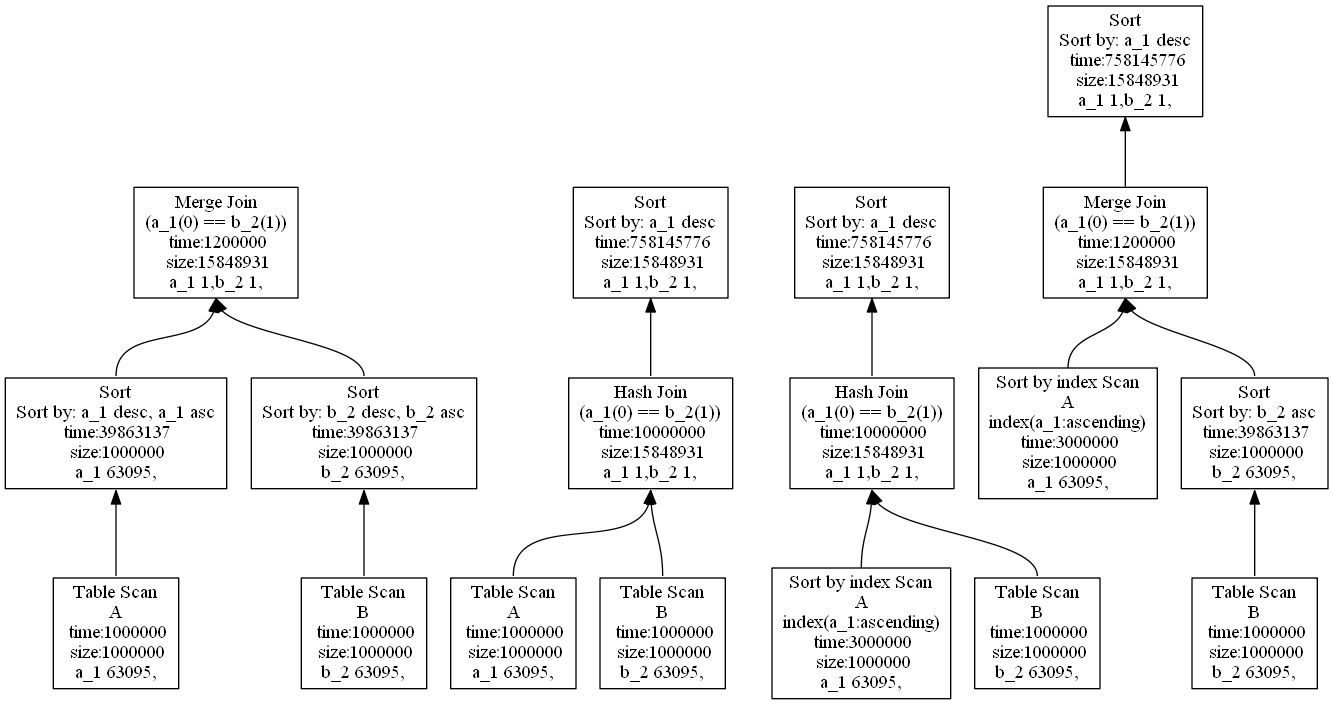 Sort
Sort by: a_1 desc
time:758145776
size:15848931
a_1 1,b_2 1,
Merge Join
(a_1(0) == b_2(1))
time:1200000
size:15848931
a_1 1,b_2 1,
Sort
Sort by: a_1 desc
time:758145776
size:15848931
a_1 1,b_2 1,
Sort
Sort by: a_1 desc
time:758145776
size:15848931
a_1 1,b_2 1,
Merge Join
(a_1(0) == b_2(1))
time:1200000
size:15848931
a_1 1,b_2 1,
Sort
Sort by: a_1 desc, a_1 asc
time:39863137
size:1000000
a_1 63095,
Sort
Sort by: b_2 desc, b_2 asc
time:39863137
size:1000000
b_2 63095,
Hash Join
(a_1(0) == b_2(1))
time:10000000
size:15848931
a_1 1,b_2 1,
Hash Join
(a_1(0) == b_2(1))
time:10000000
size:15848931
a_1 1,b_2 1,
Sort by index Scan
A
index(a_1:ascending)
time:3000000
size:1000000
a_1 63095,
Sort
Sort by: b_2 asc
time:39863137
size:1000000
b_2 63095,
Table Scan
A
time:1000000
size:1000000
a_1 63095,
Table Scan
B
time:1000000
size:1000000
b_2 63095,
Table Scan
A
time:1000000
size:1000000
a_1 63095,
Table Scan
B
time:1000000
size:1000000
b_2 63095,
Sort by index Scan
A
index(a_1:ascending)
time:3000000
size:1000000
a_1 63095,
Table Scan
B
time:1000000
size:1000000
b_2 63095,
Table Scan
B
time:1000000
size:1000000
b_2 63095,